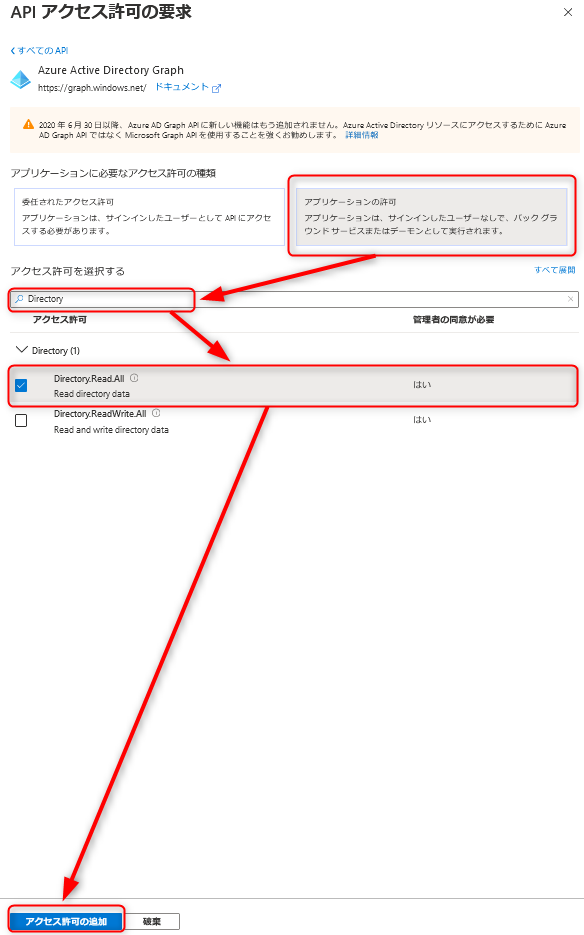 API アクセス許可の要求
すべての API
Azure Active Directory Graph
https://graph.windows.net/ ドキュメント
2020 年 6 月 30 日以降、Azure AD Graph API に新しい機能はもう追加されません。Azure Active Directory リソースにアクセスするために Azure
AD Graph API ではなく Microsoft Graph API を使用することを強くお勧めします。 詳細情報
アプリケーションに必要なアクセス許可の種類
委任されたアクセス許可
アプリケーションは、サインインしたユーザーとして API にアクセ
スする必要があります。
アプリケーションの許可
アプリケーションは、サインインしたユーザーなしで、バック グラ
ウンド サービスまたはデーモンとして実行されます。
アクセス許可を選択する すべて展開
Directory
アクセス許可 管理者の同意が必要
Directory (1)
Directory.Read.All はい
Read directory data
Directory.ReadWrite.All はい
Read and write directory data
アクセス許可の追加 破棄